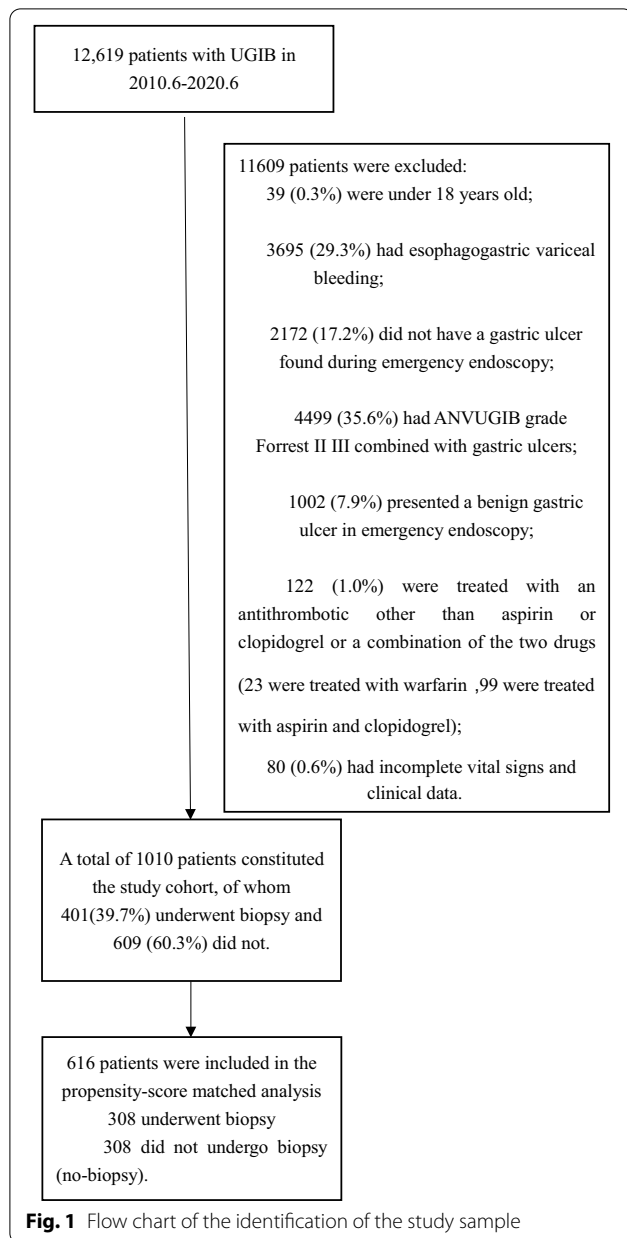 12,619 patients with UGIB in
2010.6-2020.6
11609 patients were excluded:
39 (0.3%) were under 18 years old;
3695 (29.3%) had esophagogastric variceal
bleeding;
2172 (17.2%) did not have a gastric ulcer
found during emergency endoscopy;
4499 (35.6%) had ANVUGIB grade
Forrest II III combined with gastric ulcers;
1002 (7.9%) presented a benign gastric
ulcer in emergency endoscopy;
122 (1.0%) were treated with an
antithrombotic other than aspirin or
clopidogrel or a combination of the two drugs
(23 were treated with warfarin ,99 were treated
with aspirin and clopidogrel);
80 (0.6%) had incomplete vital signs and
clinical data.
A total of 1010 patients constituted
the study cohort, of whom
401(39.7%) underwent biopsy and
609 (60.3%) did not.
616 patients were included in the
propensity-score matched analysis
308 underwent biopsy
308 did not undergo biopsy
(no-biopsy).
Fig. 1 Flow chart of the identification of the study sample